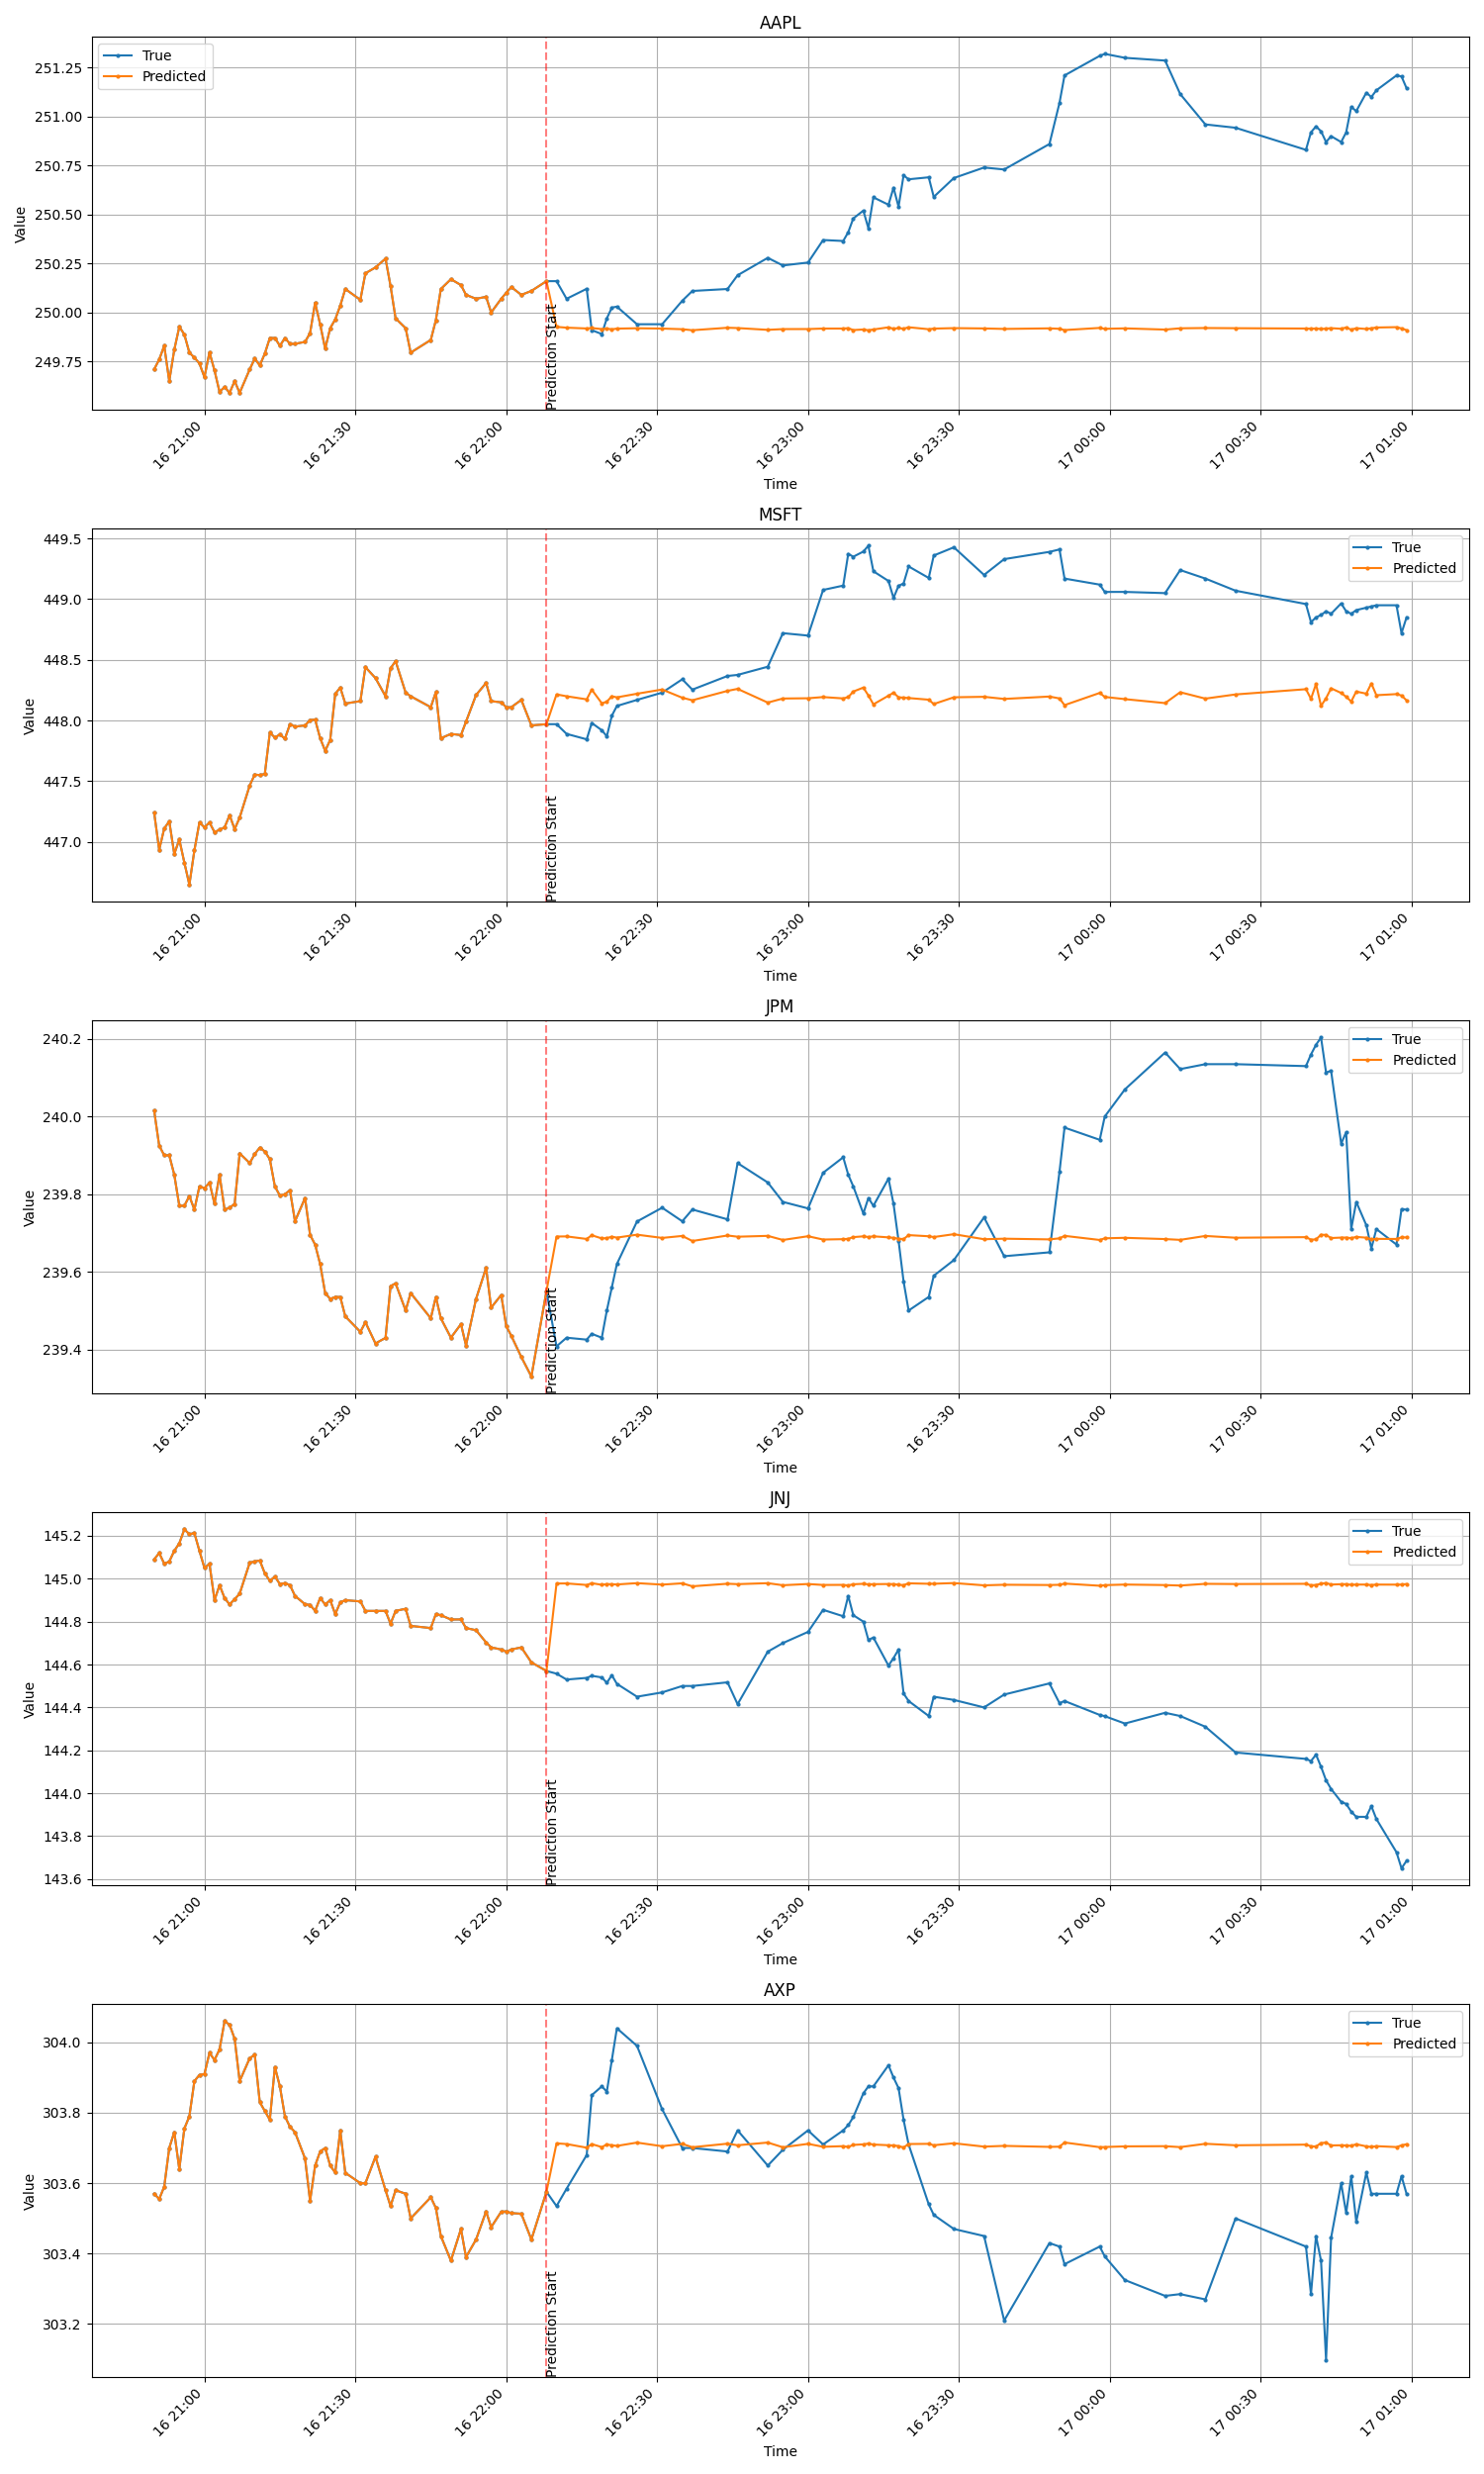 AAPL
True
Predicted
251.25
251.00
250.75
250.50
250.25
250.00
249.75
Value
Prediction Start
16 21:00
16 21:30
16 22:00
16 22:30
16 23:00
16 23:30
17 00:00
17 00:30
17 01:00
Time
MSFT
True
Predicted
449.5
449.0
448.5
448.0
447.5
447.0
Value
Prediction Start
16 21:00
16 21:30
16 22:00
16 22:30
16 23:00
16 23:30
17 00:00
17 00:30
17 01:00
Time
JPM
True
Predicted
240.2
240.0
239.8
239.6
239.4
Value
Prediction Start
16 21:00
16 21:30
16 22:00
16 22:30
16 23:00
16 23:30
17 00:00
17 00:30
17 01:00
Time
JNJ
True
Predicted
145.2
145.0
144.8
144.6
144.4
144.2
144.0
143.8
143.6
Value
Prediction Start
16 21:00
16 21:30
16 22:00
16 22:30
16 23:00
16 23:30
17 00:00
17 00:30
17 01:00
Time
AXP
True
Predicted
304.0
303.8
303.6
303.4
303.2
Value
Prediction Start
16 21:00
16 21:30
16 22:00
16 22:30
16 23:00
16 23:30
17 00:00
17 00:30
17 01:00
Time